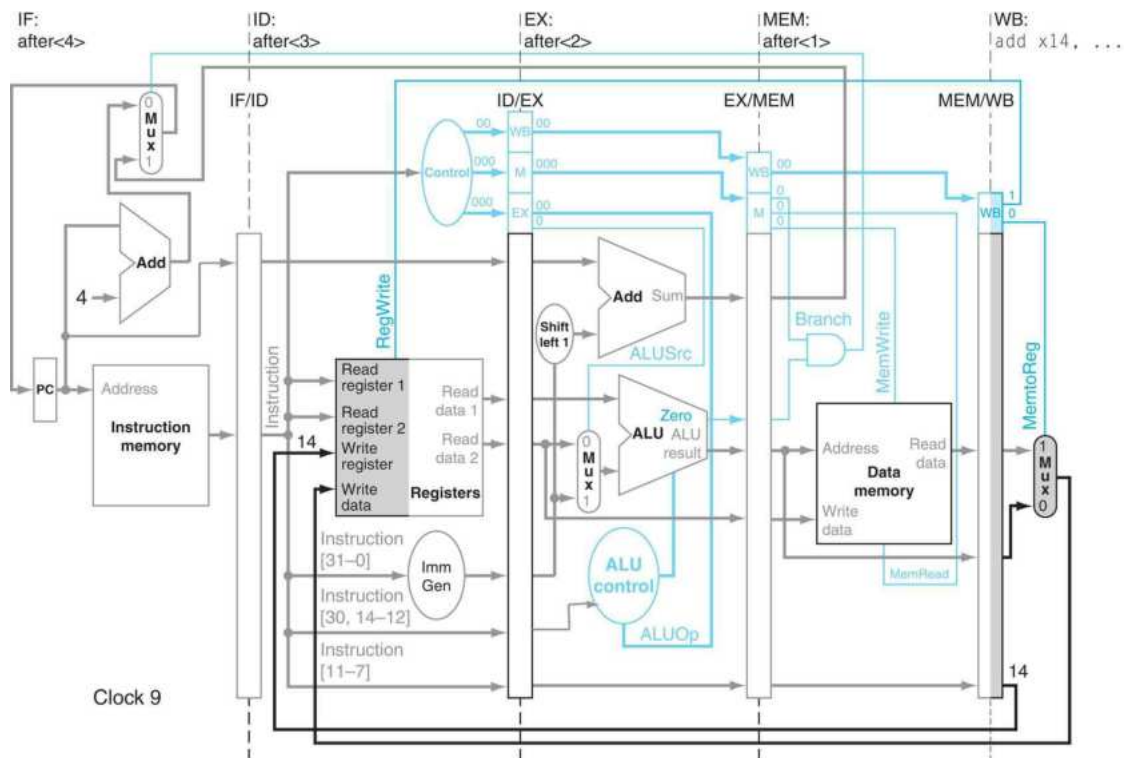 IF:
after<4>
ID:
after<3>
EX:
after<2>
MEM:
after<1>
WB:
add x14, ...
IF/ID
ID/EX
EX/MEM
MEM/WB
0
Mux
1
Control
00
000
000
WB
M
EX
00
000
00
0
WB
M
00
0
0
0
WB
1
0
Add
4
RegWrite
Add
Sum
Shift
left 1
ALUSrc
Branch
MemWrite
MemtoReg
PC
Address
Instruction
memory
Instruction
14
Read
register 1
Read
register 2
Write
register
Write
data
Read
data 1
Read
data 2
Registers
0
Mux
1
Zero
ALU
ALU
result
Address
Read
data
Data
memory
Write
data
MemRead
1
Mux
0
Instruction
[31–0]
Imm
Gen
Instruction
[30, 14–12]
Instruction
[11–7]
ALU
control
ALUOp
14
Clock 9